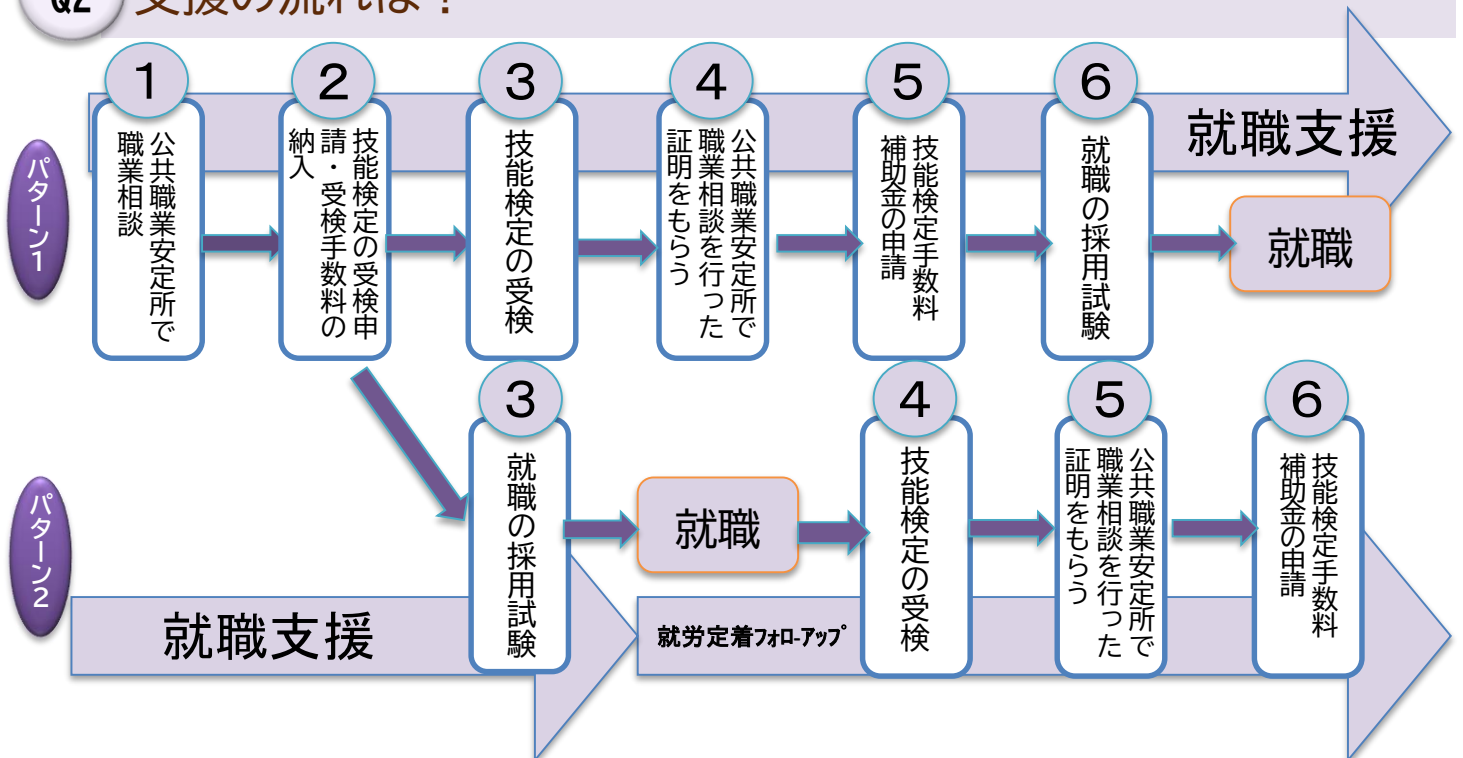 Q2
支援の流れは？
パターン1
1
公共職業安定所で
職業相談
2
技能検定の受検申
請・受検手数料の
納入
3
技能検定の受検
4
公共職業安定所で
職業相談を行った
証明をもらう
5
技能検定手数料
補助金の申請
6
就職の採用試験
就職支援
就職
パターン2
3
就職の採用試験
就職
4
技能検定の受検
5
公共職業安定所で
職業相談を行った
証明をもらう
6
技能検定手数料
補助金の申請
就職支援
就労定着ﾌｫﾛｰｱｯﾌﾟ